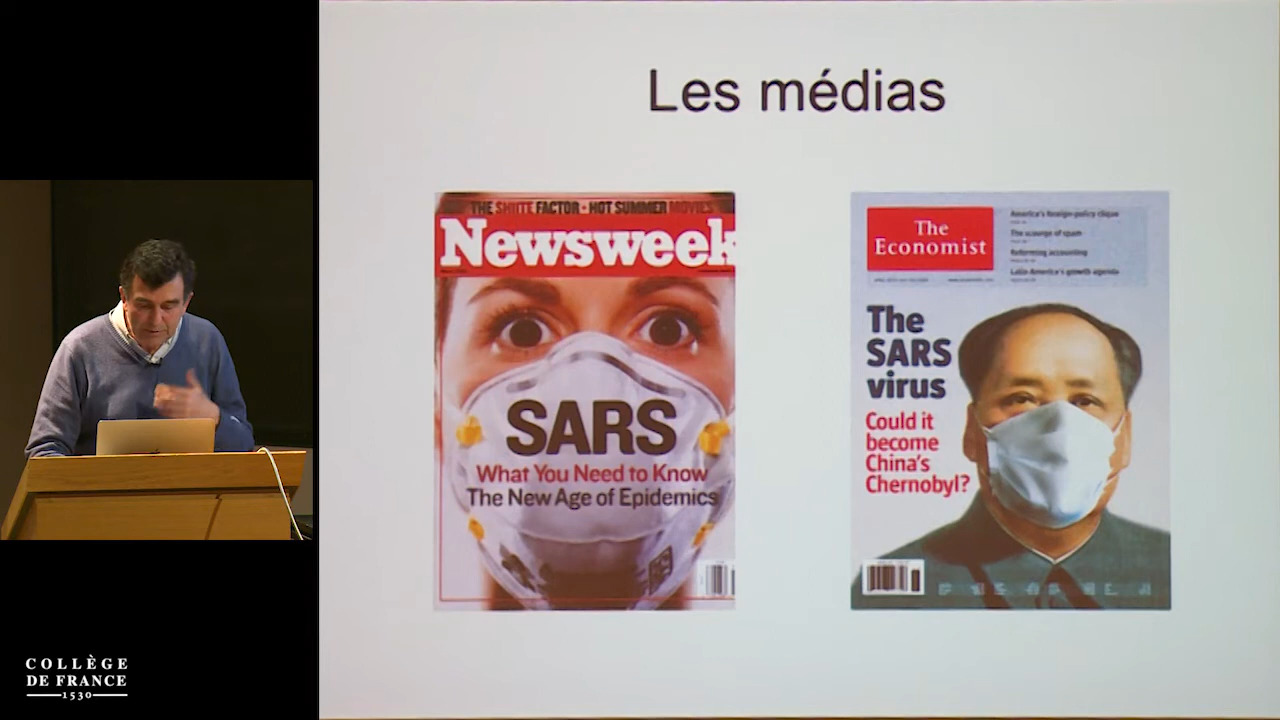 Les médias
THE SHIITE FACTOR • HOT SUMMER MOVIES
Newsweek
SARS
What You Need to Know
The New Age of Epidemics
The
Economist
America's foreign-policy clique
The scourge of spam
Reforming accounting
Latin America's growth agenda
The
SARS
virus
Could it
become
China's
Chernobyl?
COLLÈGE
DE FRANCE
1530